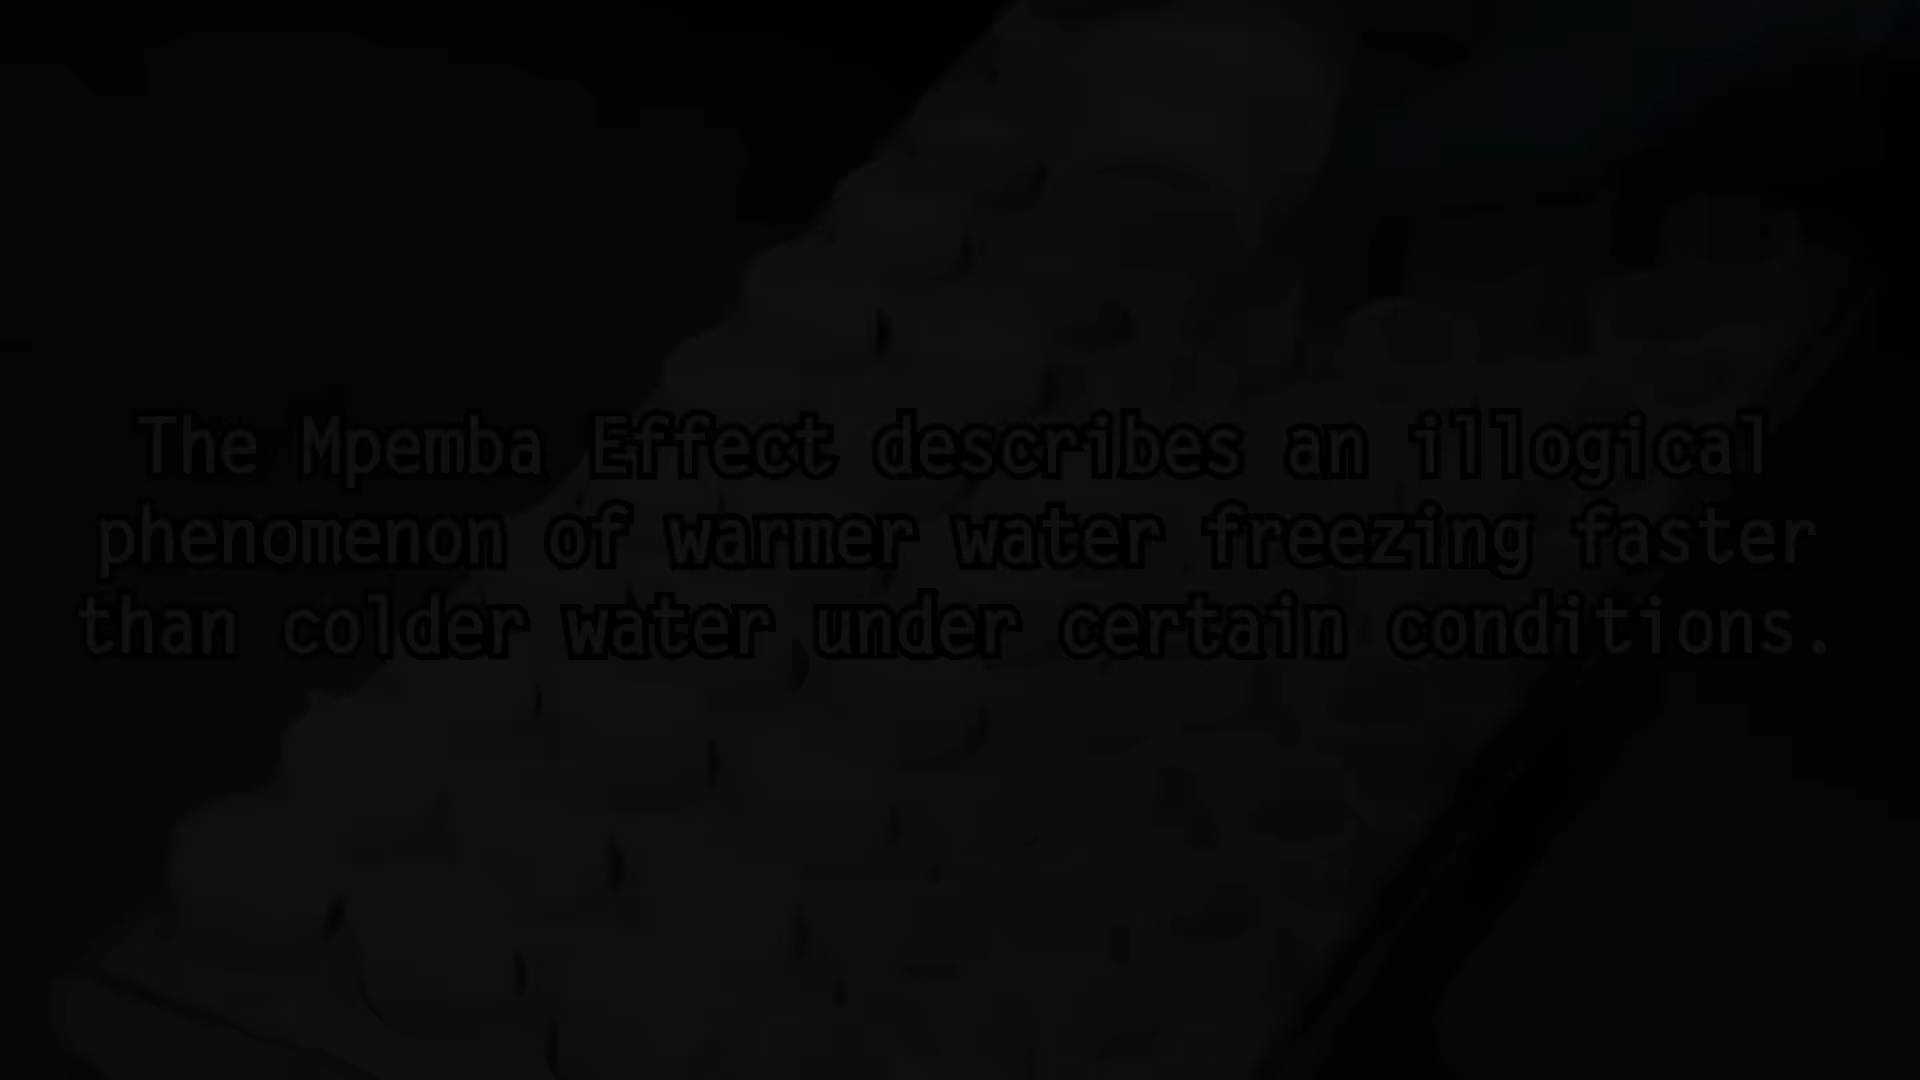 The Mpemba Effect describes an illogical
phenomenon of warmer water freezing faster
than colder water under certain conditions.